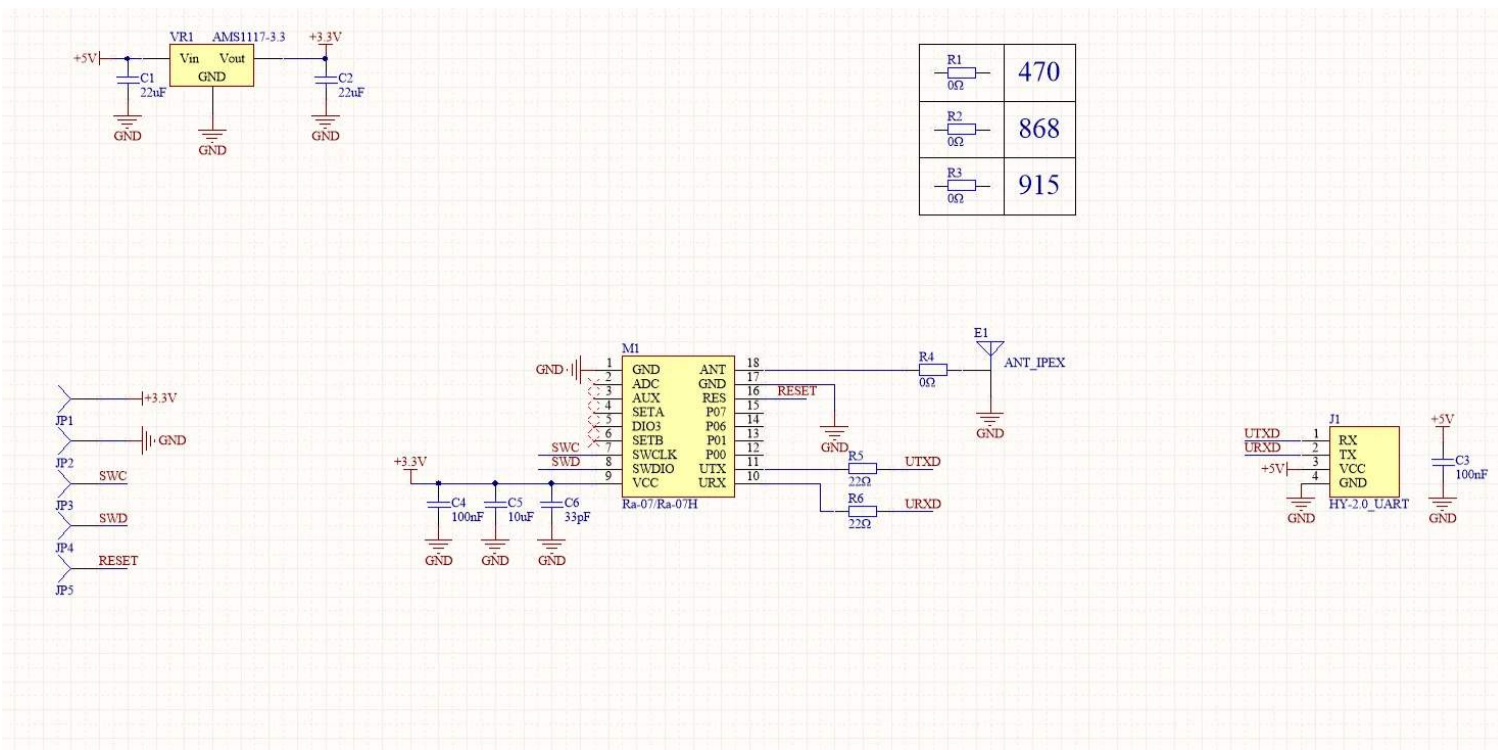 VR1 AMS1117-3.3 +3.3V
+5V Vin Vout
GND
C1
22uF
C2
22uF
GND
GND
GND
R1
0Ω
470
R2
0Ω
868
R3
0Ω
915
+3.3V
JP1
GND
JP2
SWC
JP3
SWD
JP4
RESET
JP5
M1
GND 1 GND ANT 18
2 ADC GND 17
3 AUX RES 16 RESET
4 SETA P07 15
5 DIO3 P06 14
6 SETB P01 13
SWC 7 SWCLK P00 12
SWD 8 SWDIO UTX 11
9 VCC URX 10
Ra-07/Ra-07H
+3.3V
C4
100nF
C5
10uF
C6
33pF
GND
GND
GND
GND
R4
0Ω
E1
ANT_IPEX
GND
R5
22Ω
UTXD
R6
22Ω
URXD
J1
UTXD 1 RX
URXD 2 TX
+5V 3 VCC
4 GND
GND
HY-2.0_UART
+5V
C3
100nF
GND